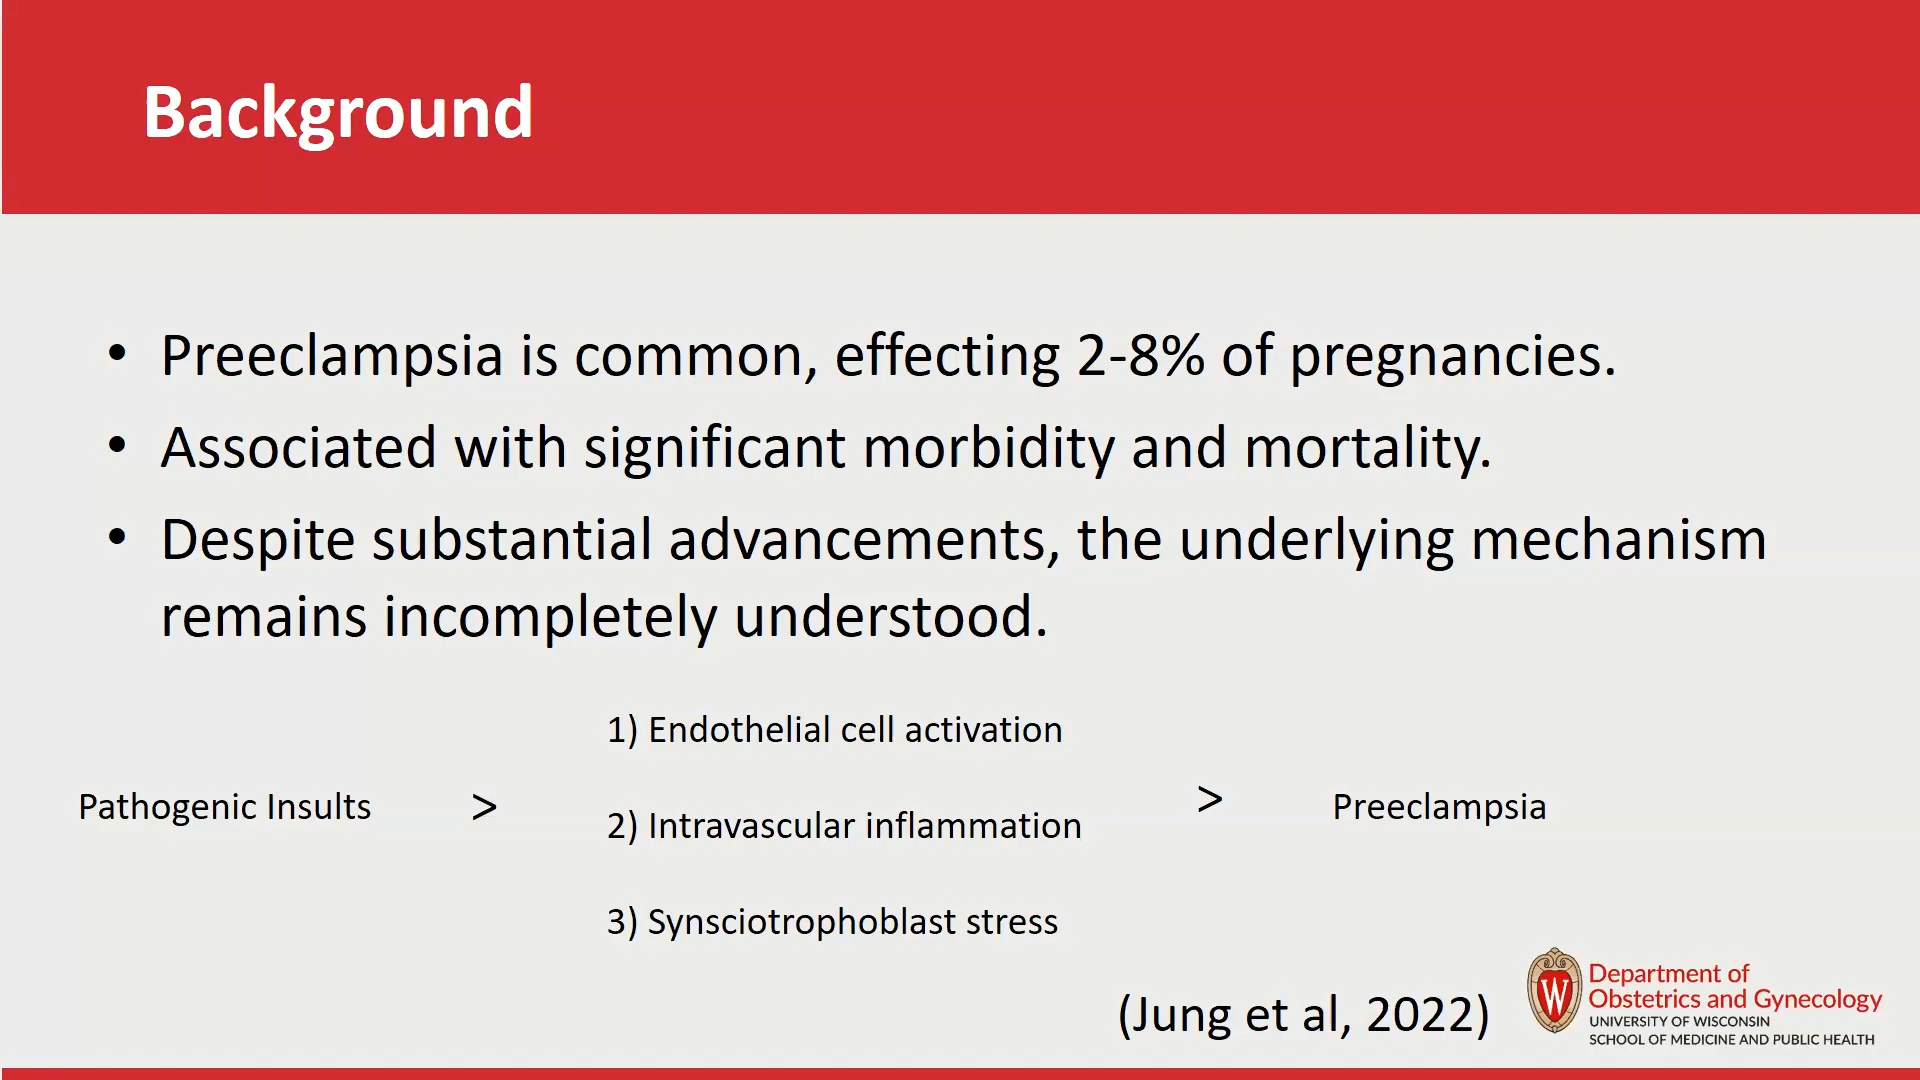 Background
• Preeclampsia is common, effecting 2-8% of pregnancies.
• Associated with significant morbidity and mortality.
• Despite substantial advancements, the underlying mechanism
remains incompletely understood.
Pathogenic Insults
>
1) Endothelial cell activation
2) Intravascular inflammation
3) Synsciotrophoblast stress
>
Preeclampsia
(Jung et al, 2022)
W
Department of
Obstetrics and Gynecology
UNIVERSITY OF WISCONSIN
SCHOOL OF MEDICINE AND PUBLIC HEALTH